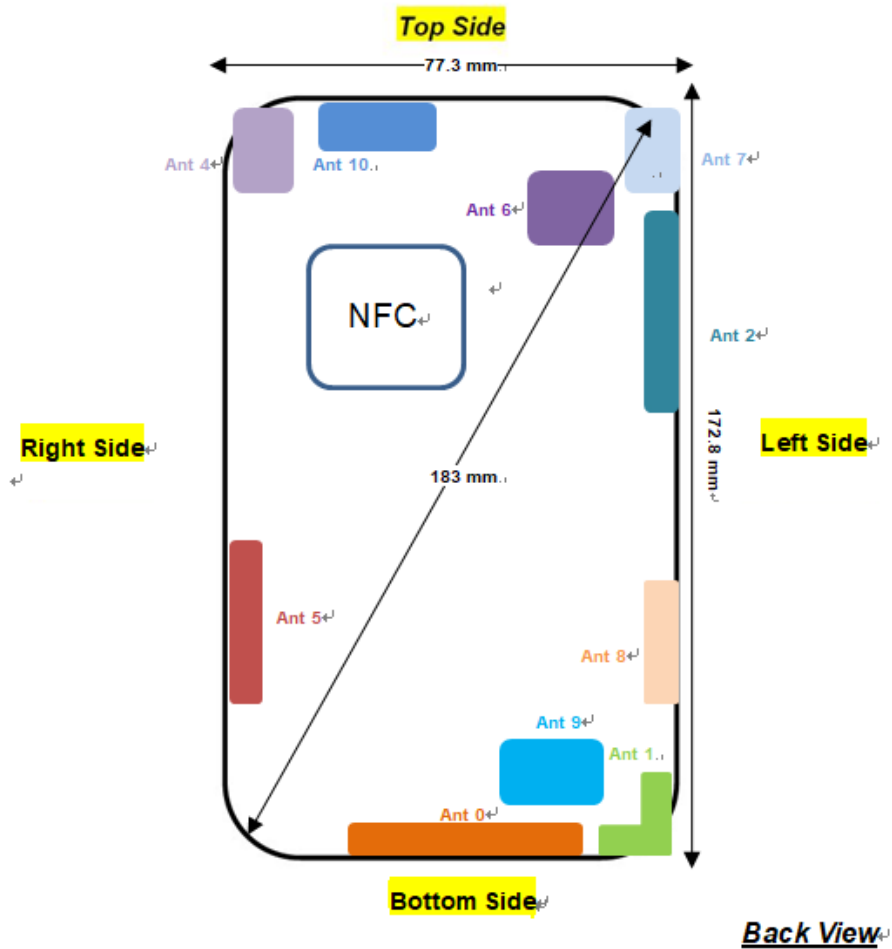 Top Side
77.3 mm
Ant 4
Ant 10
Ant 7
Ant 6
NFC
Ant 2
Right Side
172.8 mm
Left Side
183 mm
Ant 5
Ant 8
Ant 9
Ant 1
Ant 0
Bottom Side
Back View